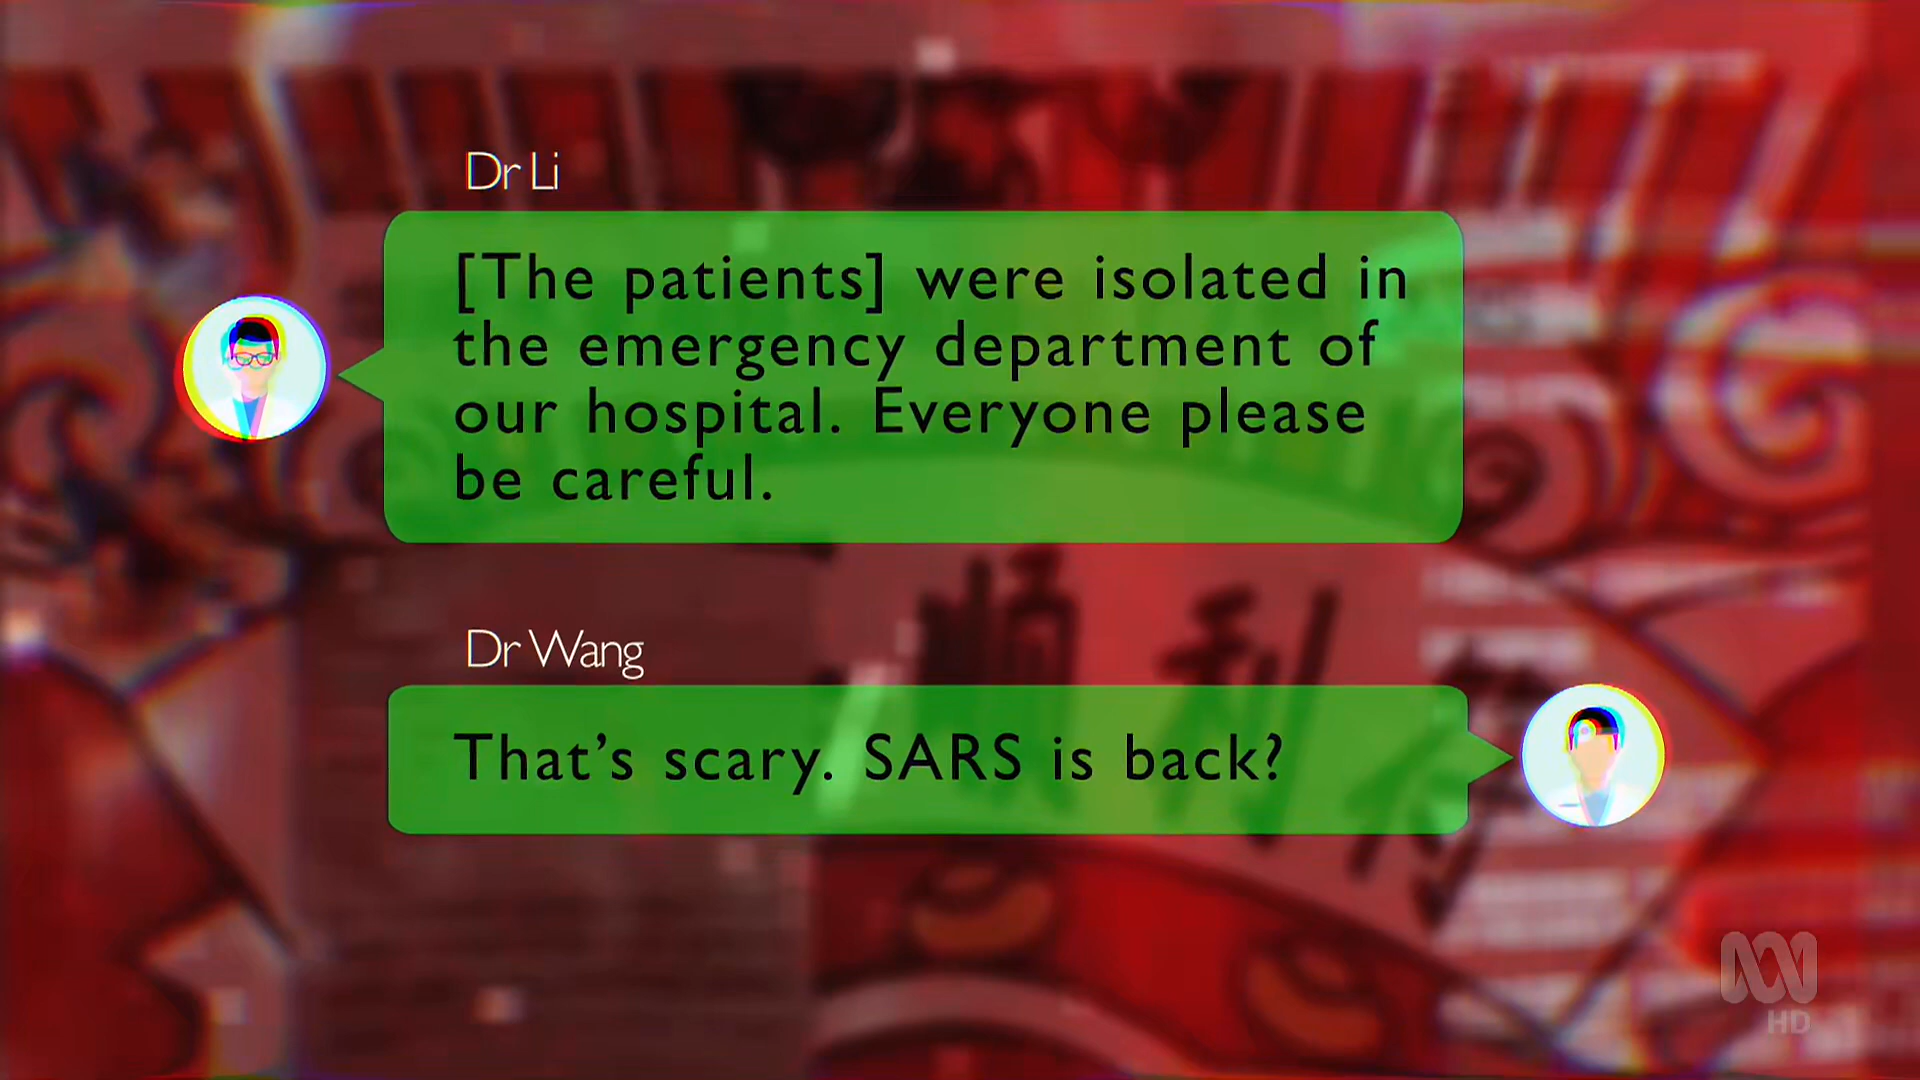 Dr Li
[The patients] were isolated in
the emergency department of
our hospital. Everyone please
be careful.
Dr Wang
That's scary. SARS is back?
HD